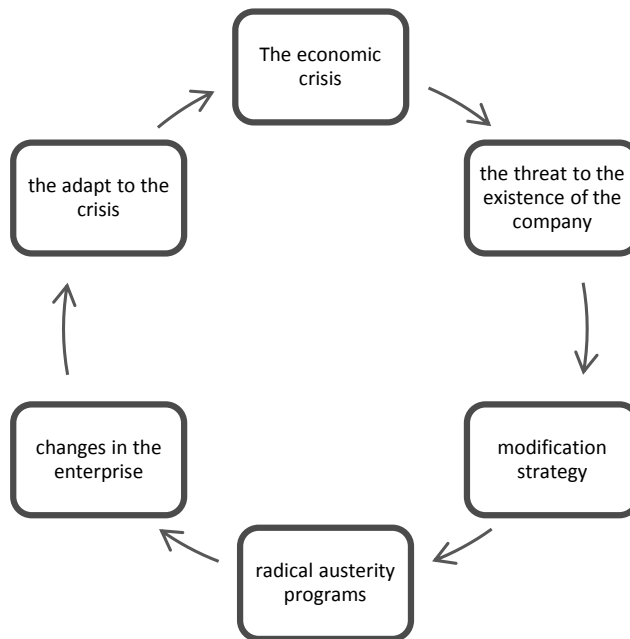 The economic
crisis
the threat to the
existence of the
company
modification
strategy
radical austerity
programs
changes in the
enterprise
the adapt to the
crisis